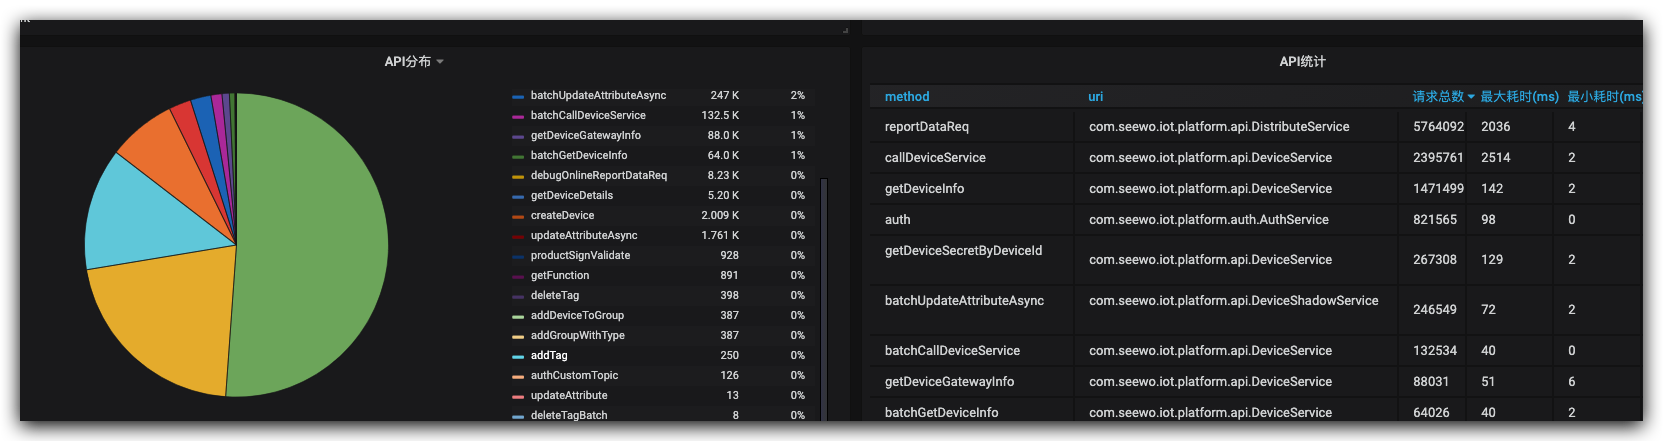 API分布
batchUpdateAttributeAsync 247 K 2%
batchCallDeviceService 132.5 K 1%
getDeviceGatewayInfo 88.0 K 1%
batchGetDeviceInfo 64.0 K 1%
debugOnlineReportDataReq 8.23 K 0%
getDeviceDetails 5.20 K 0%
createDevice 2.009 K 0%
updateAttributeAsync 1.761 K 0%
productSignValidate 928 0%
getFunction 891 0%
deleteTag 398 0%
addDeviceToGroup 387 0%
addGroupWithType 387 0%
addTag 250 0%
authCustomTopic 126 0%
updateAttribute 13 0%
deleteTagBatch 8 0%
API统计
method uri 请求总数 最大耗时(ms) 最小耗时(ms)
reportDataReq com.seewo.iot.platform.api.DistributeService 5764092 2036 4
callDeviceService com.seewo.iot.platform.api.DeviceService 2395761 2514 2
getDeviceInfo com.seewo.iot.platform.api.DeviceService 1471499 142 2
auth com.seewo.iot.platform.auth.AuthService 821565 98 0
getDeviceSecretByDeviceId com.seewo.iot.platform.api.DeviceService 267308 129 2
batchUpdateAttributeAsync com.seewo.iot.platform.api.DeviceShadowService 246549 72 2
batchCallDeviceService com.seewo.iot.platform.api.DeviceService 132534 40 0
getDeviceGatewayInfo com.seewo.iot.platform.api.DeviceService 88031 51 6
batchGetDeviceInfo com.seewo.iot.platform.api.DeviceService 64026 40 2